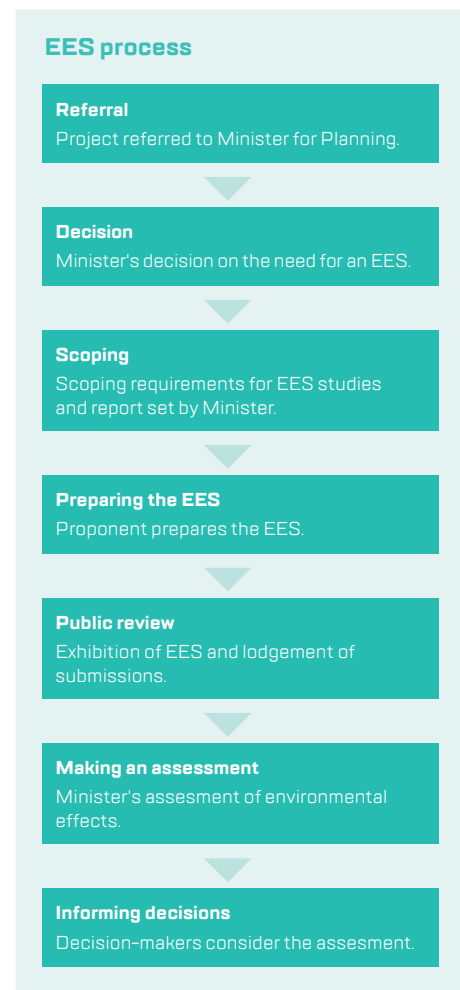 EES process
Referral
Project referred to Minister for Planning.
Decision
Minister's decision on the need for an EES.
Scoping
Scoping requirements for EES studies
and report set by Minister.
Preparing the EES
Proponent prepares the EES.
Public review
Exhibition of EES and lodgement of
submissions.
Making an assessment
Minister's assesment of environmental
effects.
Informing decisions
Decision-makers consider the assesment.